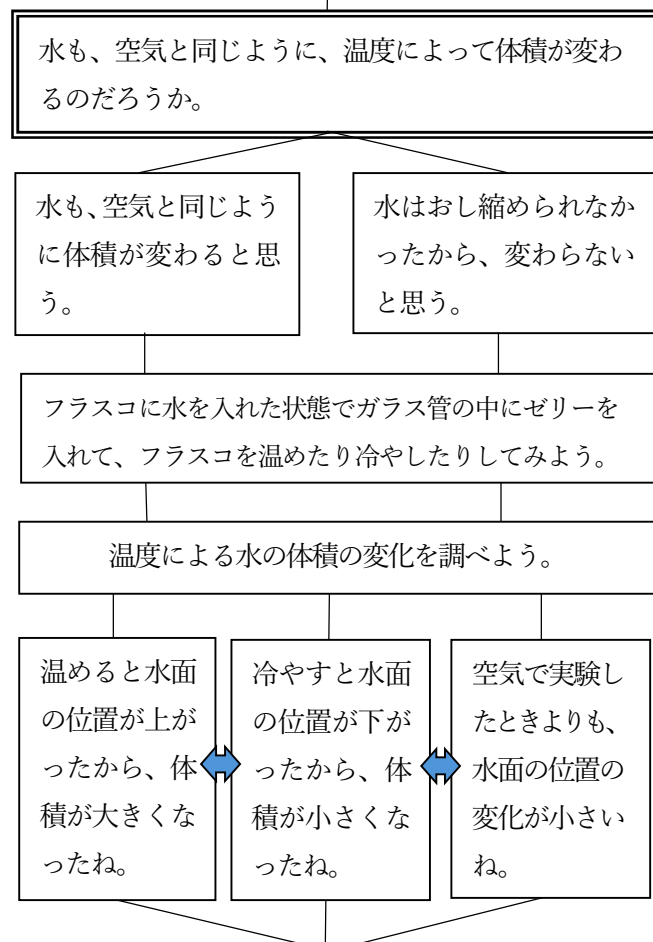 水も、空気と同じように、温度によって体積が変わ
るのだろうか。
水も、空気と同じよう
に体積が変わると思
う。
水はおし縮められなか
ったから、変わらない
と思う。
フラスコに水を入れた状態でガラス管の中にゼリーを
入れて、フラスコを温めたり冷やしたりしてみよう。
温度による水の体積の変化を調べよう。
温めると水面
の位置が上が
ったから、体
積が大きくな
ったね。
冷やすと水面
の位置が下が
ったから、体
積が小さくな
ったね。
空気で実験し
たときよりも、
水面の位置の
変化が小さい
ね。